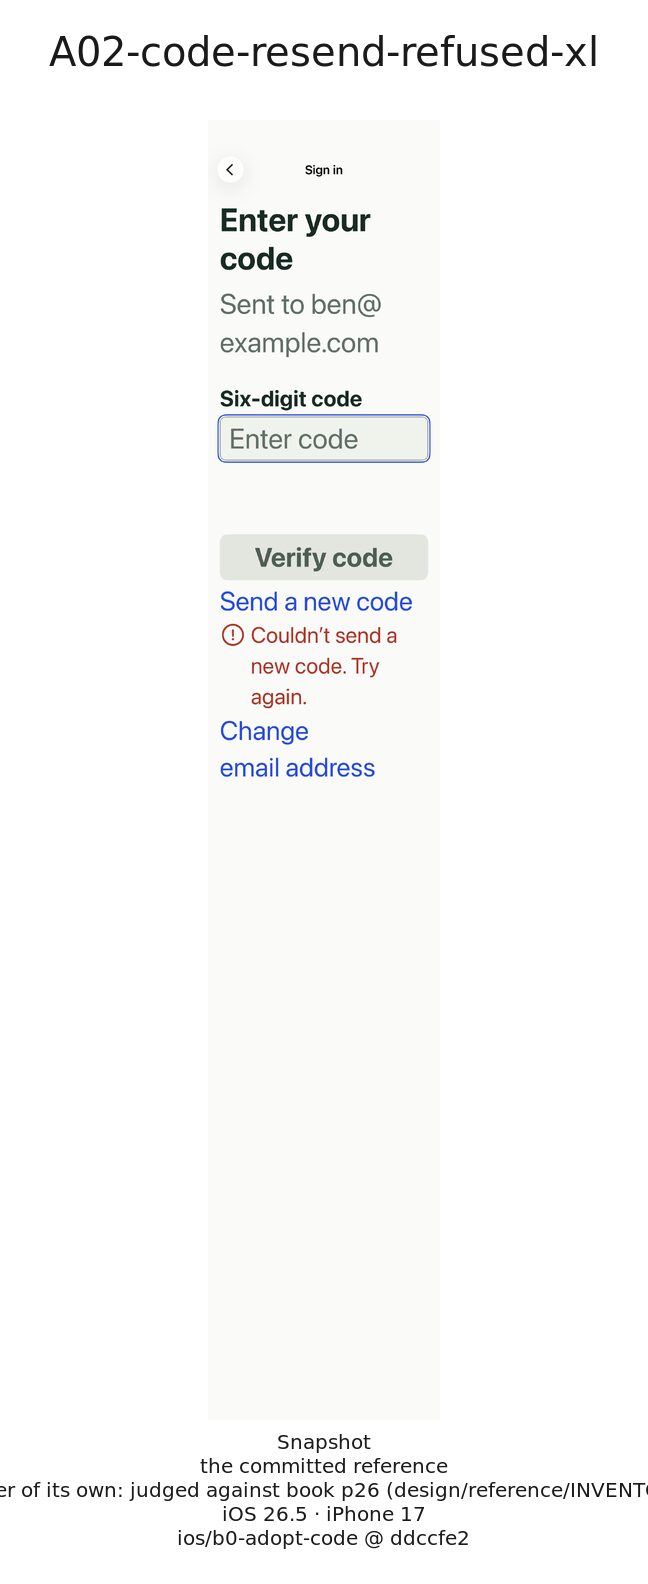 A02-code-resend-refused-xl
Sign in
Enter your
code
Sent to ben@
example.com
Six-digit code
Enter code
Verify code
Send a new code
Couldn’t send a
new code. Try
again.
Change
email address
Snapshot
the committed reference
of its own: judged against book p26 (design/reference/
iOS 26.5 · iPhone 17
ios/b0-adopt-code @ ddccfe2